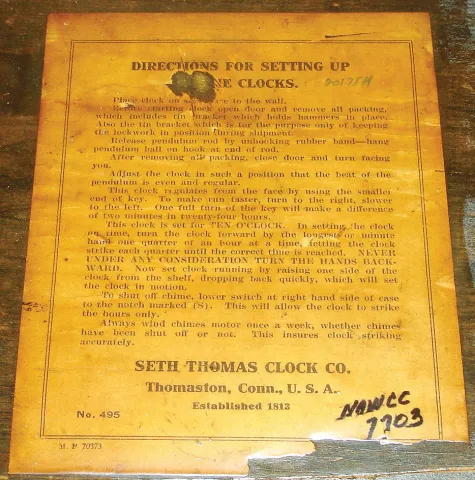 DIRECTIONS FOR SETTING UP
NE CLOCKS.
Place clock on to the wall.
Before starting clock open door and remove all packing,
which includes tin bracket which holds hammers in place.
Also the tin bracket which is for the purpose only of keeping
the lockwork in position during shipment.
Release pendulum rod by unhooking rubber band—hang
pendulum ball on hook at end of rod.
After removing all packing, close door and turn facing
you.
Adjust the clock in such a position that the beat of the
pendulum is even and regular.
This clock regulates from the face by using the smaller
end of key. To make run faster, turn to the right, slower
to the left. One full turn of the key will make a difference
of two minutes in twenty-four hours.
This clock is set for TEN O'CLOCK. In setting the clock
on time, turn the clock forward by the longest or minute
hand one quarter of an hour at a time, letting the clock
strike each quarter until the correct time is reached. NEVER
UNDER ANY CONSIDERATION TURN THE HANDS BACK-
WARD. Now set clock running by raising one side of the
clock from the shelf, dropping back quickly, which will set
the clock in motion.
To shut off chime, lower switch at right hand side of case
to the notch marked (S). This will allow the clock to strike
the hours only.
Always wind chimes motor once a week, whether chimes
have been shut off or not. This insures clock striking
accurately.
SETH THOMAS CLOCK CO.
Thomaston, Conn., U. S. A.
Established 1813
No. 495
NAWCC
7703
M. P. 70373